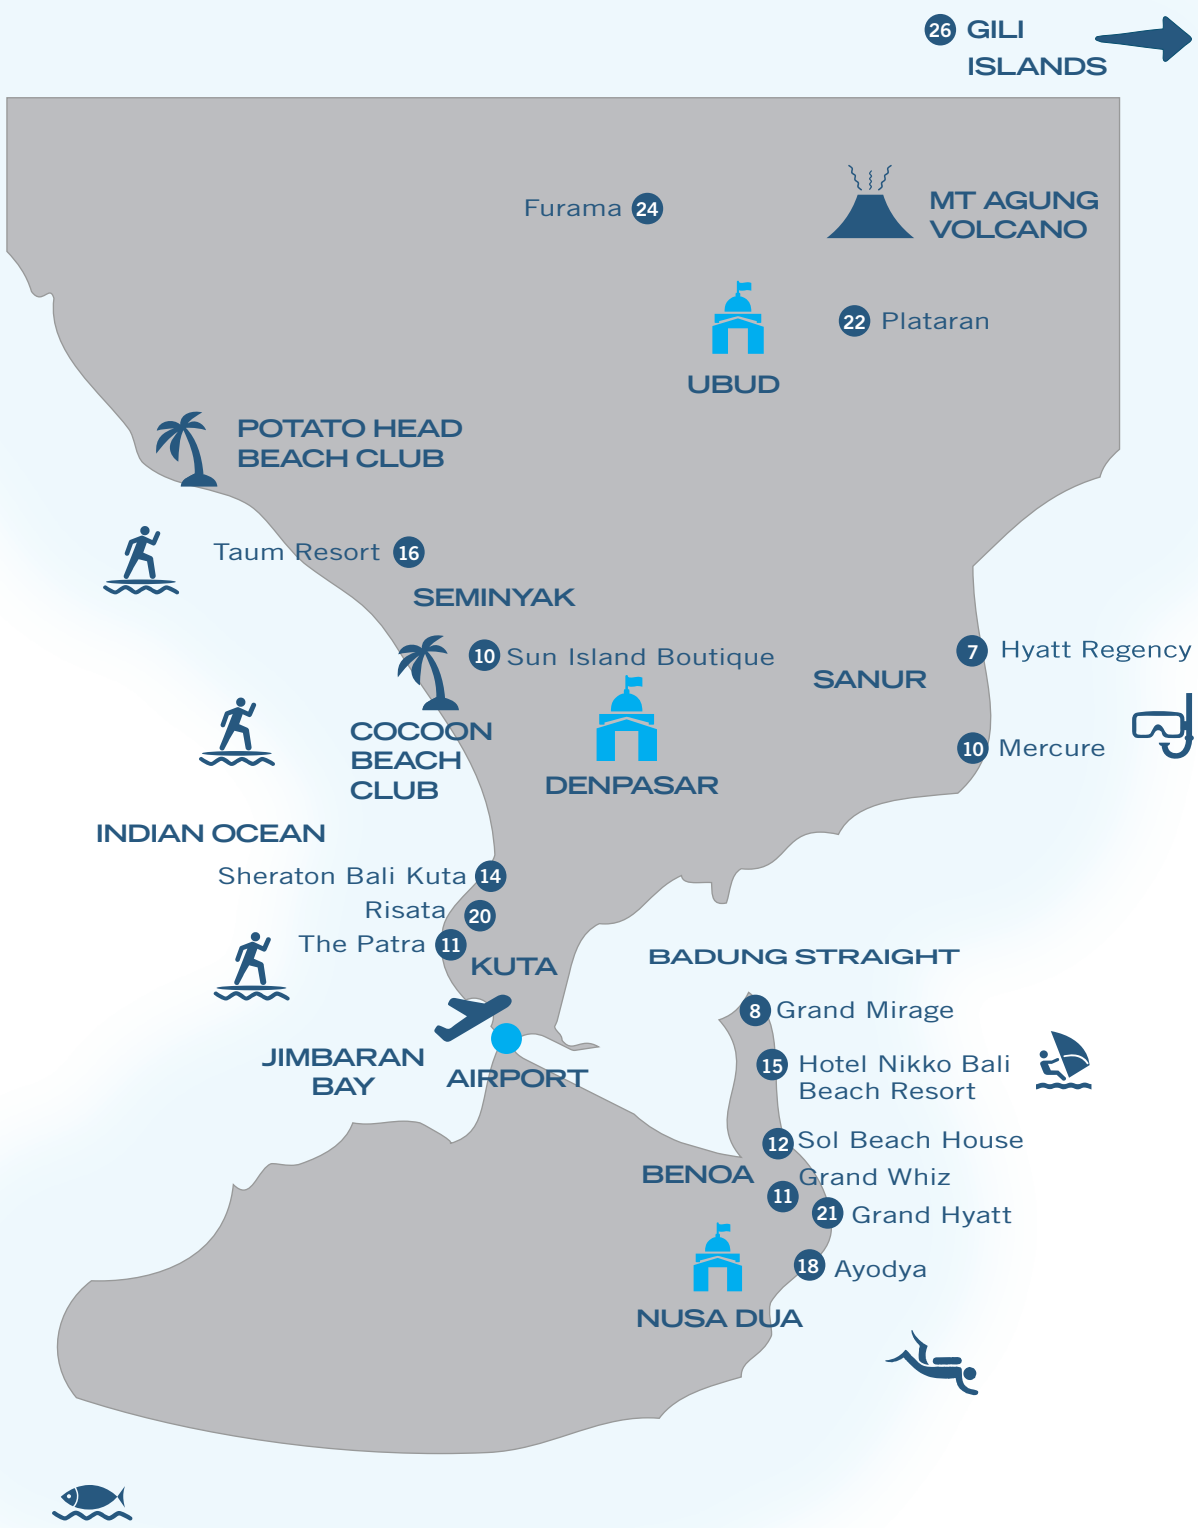 26 GILI
ISLANDS
Furama 24
MT AGUNG
VOLCANO
22 Plataran
UBUD
POTATO HEAD
BEACH CLUB
Taum Resort 16
SEMINYAK
10 Sun Island Boutique
7 Hyatt Regency
SANUR
COCOON
BEACH
CLUB
10 Mercure
DENPASAR
INDIAN OCEAN
Sheraton Bali Kuta 14
Risata 20
The Patra 11
KUTA
BADUNG STRAIGHT
8 Grand Mirage
JIMBARAN
BAY
AIRPORT
15 Hotel Nikko Bali
Beach Resort
12 Sol Beach House
BENOA
Grand Whiz
11
21 Grand Hyatt
18 Ayodya
NUSA DUA